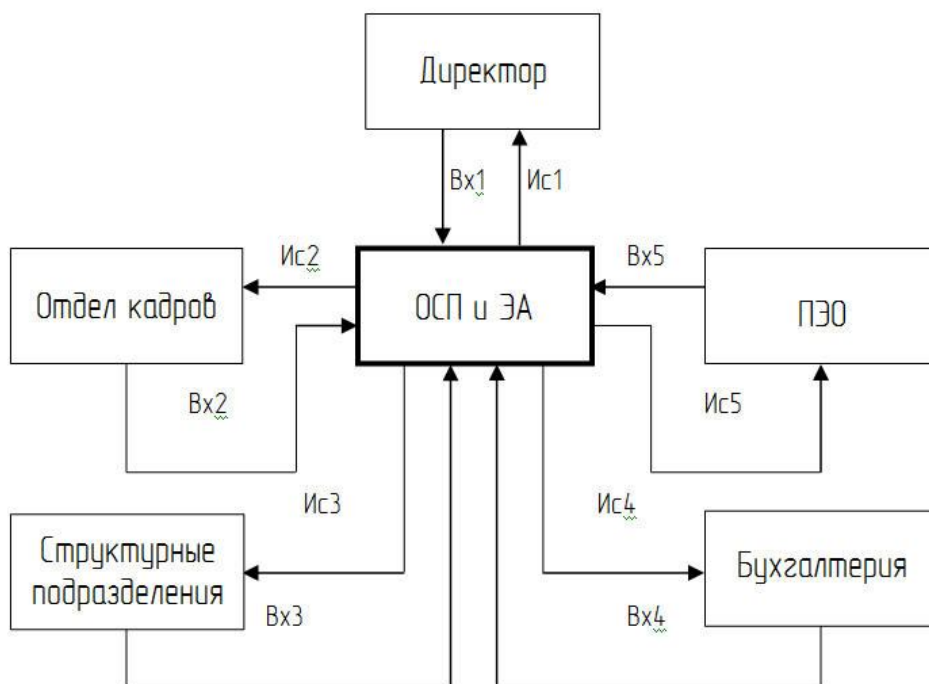 Директор
Вх1
Ис1
Ис2
Вх5
Отдел кадров
ОСП и ЭА
ПЭО
Вх2
Ис5
Ис3
Ис4
Структурные
подразделения
Бухгалтерия
Вх3
Вх4